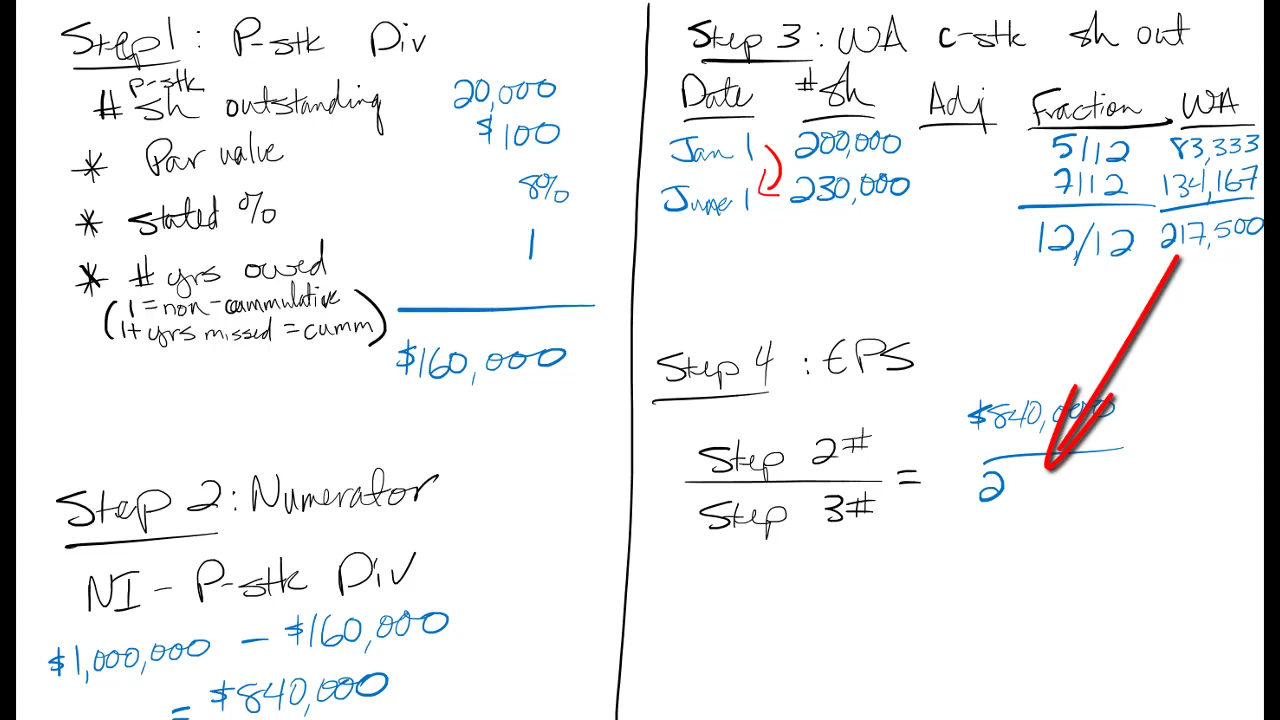 Step 1 : P-stk Div
p-stk
# sh outstanding 20,000
* Par value $100
* stated % 8%
* # yrs owed 1
(1 = non-cummulative
1+ yrs missed = cumm)
$160,000
Step 2 : Numerator
NI - P-stk Div
$1,000,000 - $160,000
= $840,000
Step 3 : WA c-stk sh out
Date # sh Adj Fraction WA
Jan 1 200,000 5/12 83,333
June 1 230,000 7/12 134,167
12/12 217,500
Step 4 : EPS
Step 2# = $840,000
Step 3# 2